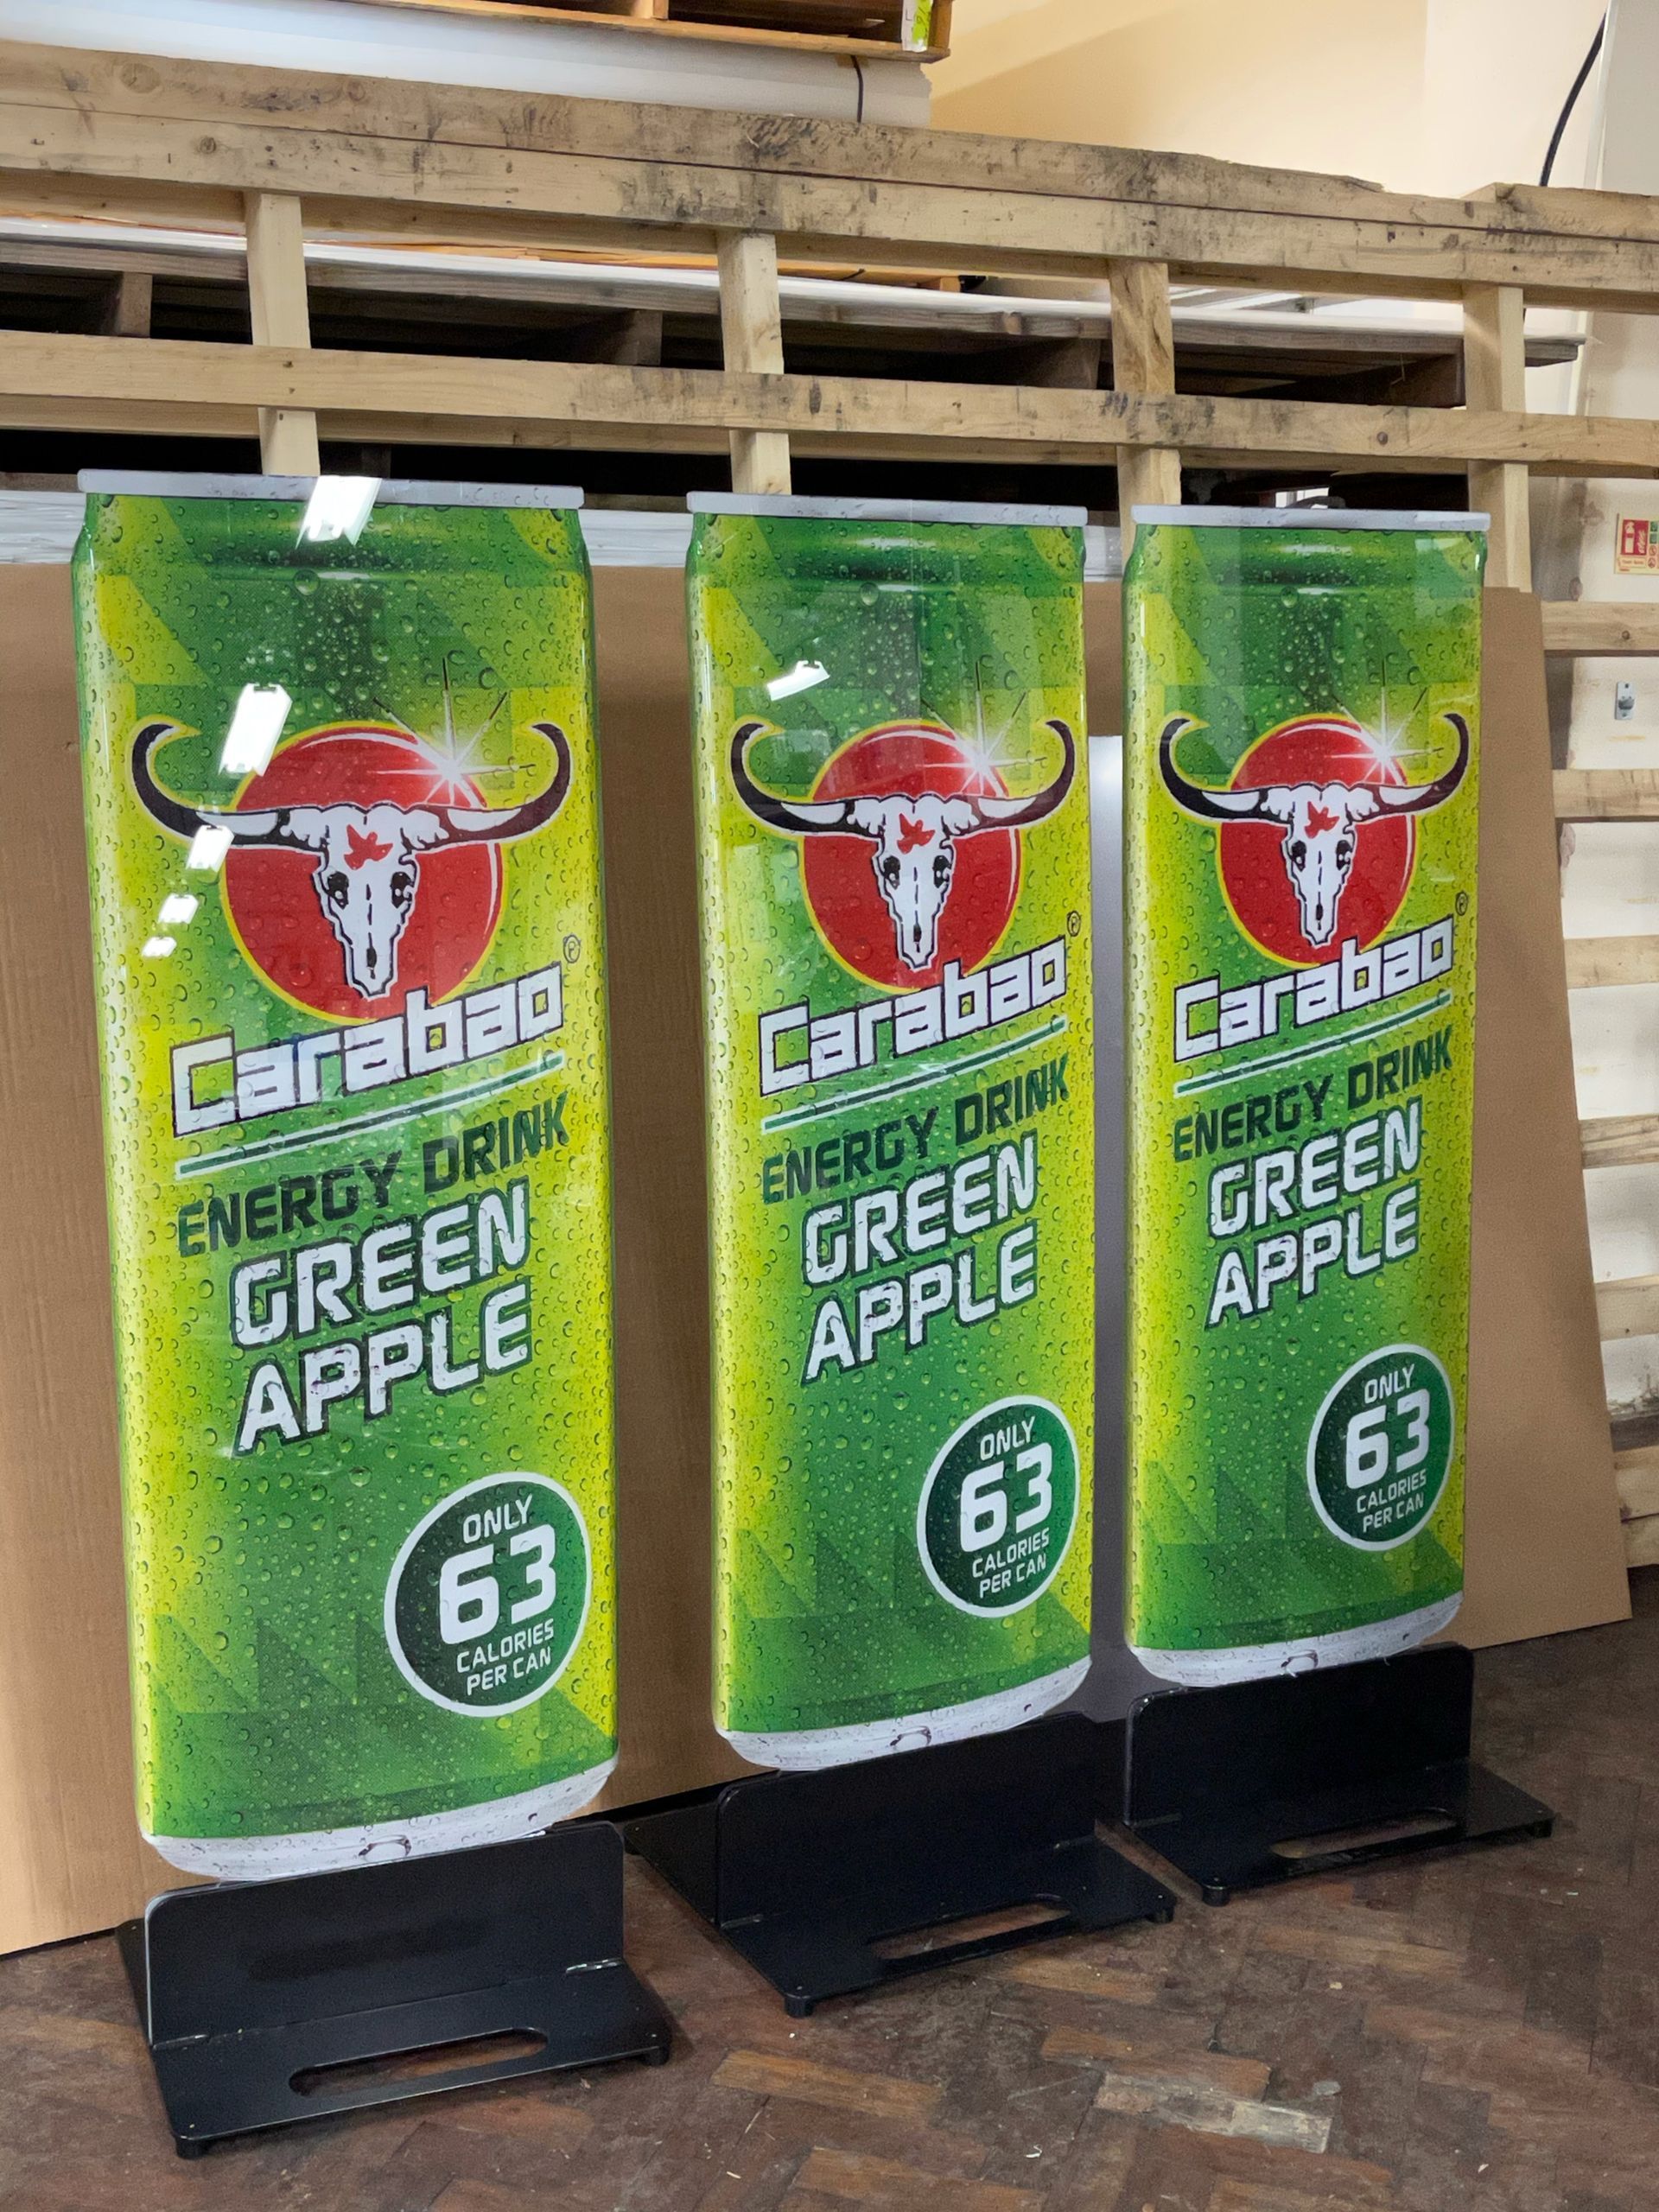 Carabao®
ENERGY DRINK
GREEN
APPLE
ONLY
63
CALORIES
PER CAN
Carabao®
ENERGY DRINK
GREEN
APPLE
ONLY
63
CALORIES
PER CAN
Carabao®
ENERGY DRINK
GREEN
APPLE
ONLY
63
CALORIES
PER CAN